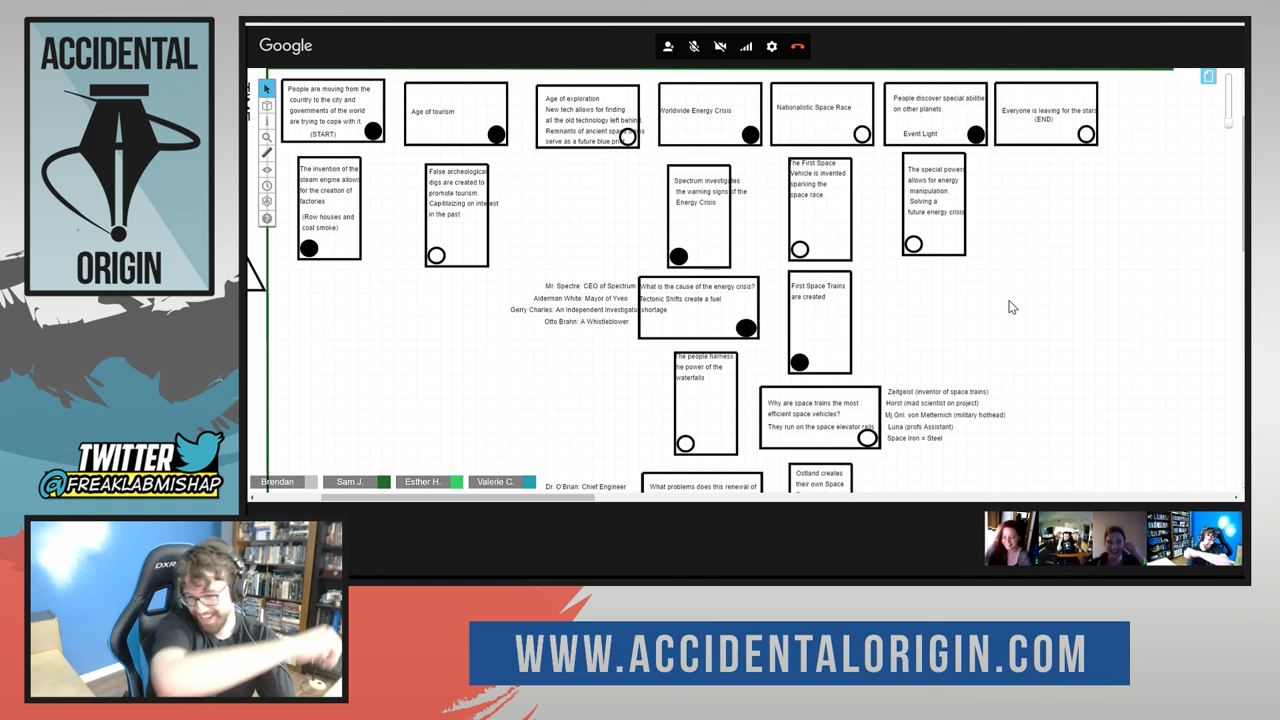 ACCIDENTAL
ORIGIN
TWITTER
@FREAKLABMISHAP
Google
People are moving from the
country to the city and
governments of the world
are trying to cope with it.
(START)
Age of tourism
Age of exploration
New tech allows for finding
all the old technology left behind.
Remnants of ancient space
serve as a future blue
Worldwide Energy Crisis
Nationalistic Space Race
People discover special abilities
on other planets
Event Light
Everyone is leaving for the stars
(END)
The invention of the
steam engine allows
for the creation of
factories
(Row houses and
coal smoke)
False archeological
digs are created to
promote tourism.
Capitilaizing on interest
in the past
Spectrum investigates
the warning signs of the
Energy Crisis
The First Space
Vehicle is invented
sparking the
space race.
The special powers
allows for energy
manipulation.
Solving a
future energy crisis
Mr. Spectre: CEO of Spectrum
Alderman White: Mayor of Yveo
Gerry Charles: An Independent Investigator
Otto Brahn: A Whistleblower
What is the cause of the energy crisis?
Tectonic Shifts create a fuel
shortage
First Space Trains
are created
The people harness
the power of the
waterfalls
Why are space trains the most
efficient space vehicles?
They run on the space elevator rails
Zeitgeist (inventor of space trains)
Horst (mad scientist on project)
Mj.Gnl. von Metternich (military hothead)
Luna (profs Assistant)
Space Iron = Steel
Dr. O'Brian: Chief Engineer
What problems does this renewal of
Ostland creates
their own Space
Brendan
Sam J.
Esther H.
Valerie C.
DXR
WWW.ACCIDENTALORIGIN.COM